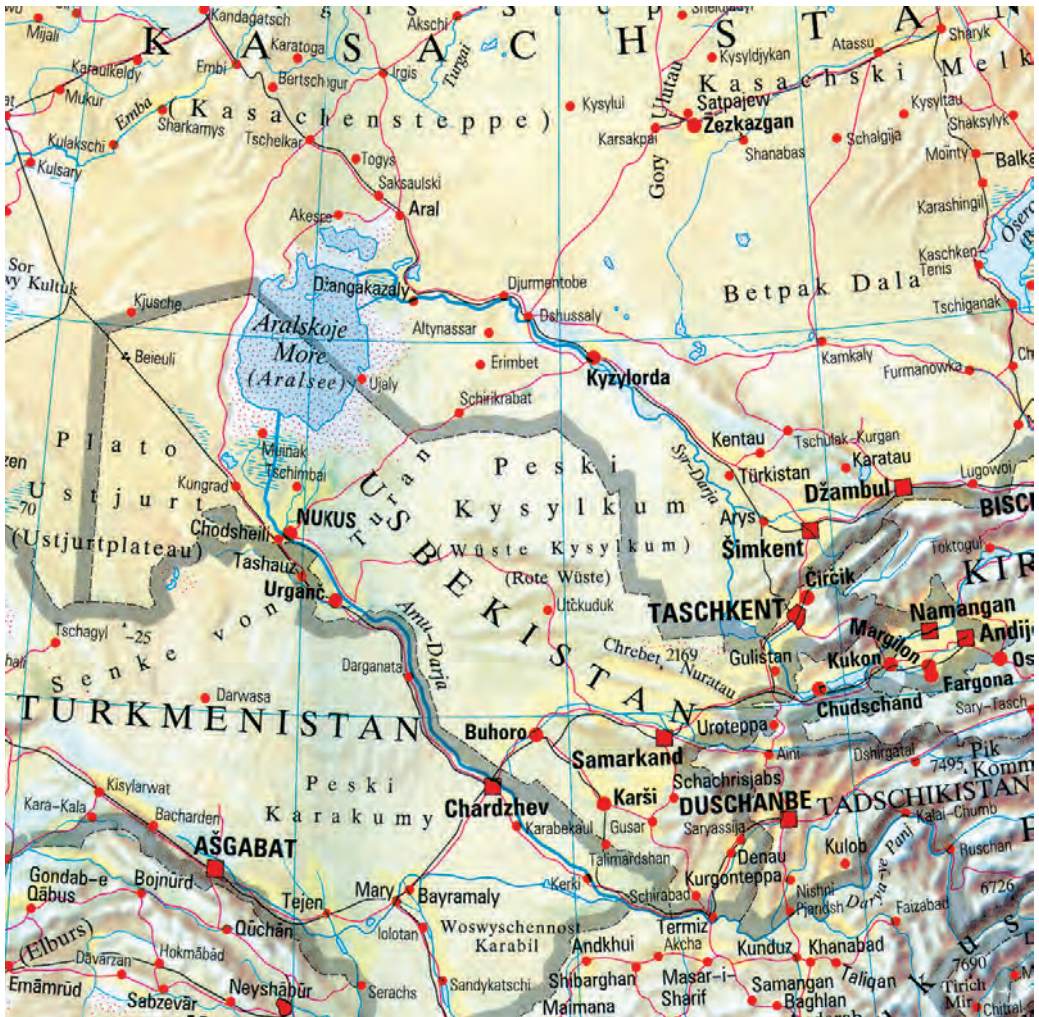 Mijali
Kandagatsch
Akschi
Sharyk
K A S A C H S T A N
Karatoga
Kysyldjykan
Atassu
Karaulkeldy
Embi
Irgis
Turgai
Kasachski Melk
Mukur
Emba
Sharkamys
(Kasachensteppe)
Kysylui
Ulutau
Satpajew
Kysyltau
Kulakschi
Tschelkar
Karsakpai
Zezkazgan
Schalgija
Shaksylyk
Kulsary
Togys
Gory
Shanabas
Mointy
Balka
Saksaulski
Karashingil
Akespe
Aral
Kaschken-
Tenis
Sor
wy Kultuk
Džangakazaly
Djurmentobe
Betpak Dala
Tschiganak
Kjusche
Aralskoje
More
(Aralsee)
Altynassar
Dshussaly
Beieuli
Erimbet
Kamkaly
Ujaly
Kyzylorda
Furmanowka
Schirikrabat
Plato
Ustjurt
(Ustjurtplateau)
-70
Muinak
Tschimbai
Kentau
Tschulak-Kurgan
Karatau
Kungrad
Turan
Peski
Kysylkum
(Wüste Kysylkum)
(Rote Wüste)
Syr-Darja
Türkistan
Lugowoi
Džambul
BISCH
NUKUS
Chodsheili
Arys
Šimkent
Toktogul
Tashauz
USBEKISTAN
Čirčik
KIR
Urganč
Utčkuduk
TASCHKENT
Namangan
Tschagyl
-25
Senke von
Amu-Darja
Chrebet 2169
Nuratau
Gulistan
Margilon
Andij
Kukon
Os
Darganata
Fargona
Darwasa
Chudschand
Sary-Tasch
TURKMENISTAN
Buhoro
Uroteppa
Samarkand
Aini
Dshirgatal
Pik
7495
Komm
Kisylarwat
Peski
Karakumy
Schachrisjabs
Kara-Kala
Chardzhev
Karši
DUSCHANBE
TADSCHIKISTAN
Bacharden
Karabekaul
Gusar
Saryassija
Kalai-Chumb
AŠGABAT
Talimardshan
Denau
Kulob
Ruschan
Gondab-e
Qābus
Bojnūrd
Tejen
Mary
Bayramaly
Kerki
Schirabad
Kurgonteppa
Nishni
Pjandsh
Darya-ye Panj
6726
Qūchān
Iolotan
Woswyschennost
Karabil
Termiz
Faizabad
(Elburs)
Hokmābād
Andkhui
Akcha
Kunduz
Khanabad
Dāvarzan
Shibarghan
Masār-i-
Sharif
Samangan
Taliqan
7690
Tirich
Mir
Emāmrūd
Sabzevār
Neyshābūr
Serachs
Sandykatschi
Maimana
Baghlan
Chitral